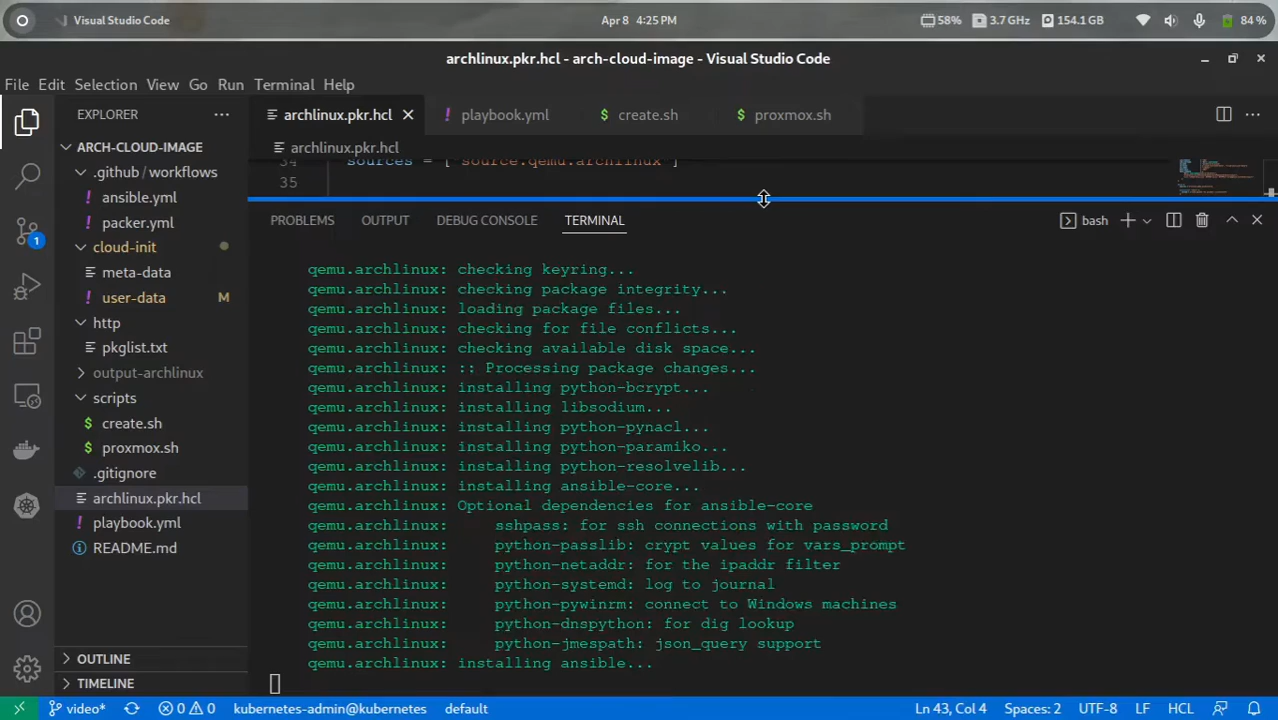 Visual Studio Code
Apr 8 4:25 PM
58%
3.7 GHz
154.1 GB
84 %
archlinux.pkr.hcl - arch-cloud-image - Visual Studio Code
File Edit Selection View Go Run Terminal Help
EXPLORER
archlinux.pkr.hcl
playbook.yml
create.sh
proxmox.sh
ARCH-CLOUD-IMAGE
.github / workflows
ansible.yml
packer.yml
cloud-init
meta-data
user-data M
http
pkglist.txt
output-archlinux
scripts
create.sh
proxmox.sh
.gitignore
archlinux.pkr.hcl
playbook.yml
README.md
OUTLINE
TIMELINE
1
archlinux.pkr.hcl
34 sources = [ "source.qemu.archlinux" ]
35
PROBLEMS OUTPUT DEBUG CONSOLE TERMINAL
bash
qemu.archlinux: checking keyring...
qemu.archlinux: checking package integrity...
qemu.archlinux: loading package files...
qemu.archlinux: checking for file conflicts...
qemu.archlinux: checking available disk space...
qemu.archlinux: :: Processing package changes...
qemu.archlinux: installing python-bcrypt...
qemu.archlinux: installing libsodium...
qemu.archlinux: installing python-pynacl...
qemu.archlinux: installing python-paramiko...
qemu.archlinux: installing python-resolvelib...
qemu.archlinux: installing ansible-core...
qemu.archlinux: Optional dependencies for ansible-core
qemu.archlinux:     sshpass: for ssh connections with password
qemu.archlinux:     python-passlib: crypt values for vars_prompt
qemu.archlinux:     python-netaddr: for the ipaddr filter
qemu.archlinux:     python-systemd: log to journal
qemu.archlinux:     python-pywinrm: connect to Windows machines
qemu.archlinux:     python-dnspython: for dig lookup
qemu.archlinux:     python-jmespath: json_query support
qemu.archlinux: installing ansible...
video* 0 0 kubernetes-admin@kubernetes default
Ln 43, Col 4 Spaces: 2 UTF-8 LF HCL